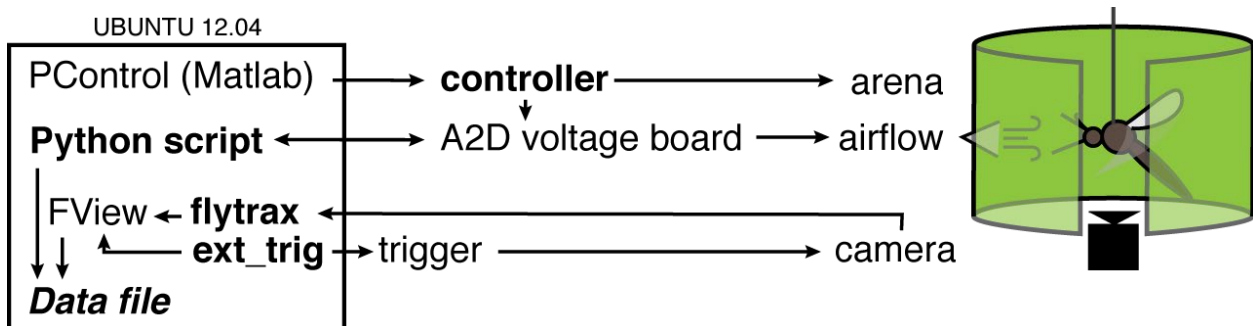 UBUNTU 12.04
PControl (Matlab) controller arena
Python script A2D voltage board airflow
FView flytrax
ext_trig trigger camera
Data file